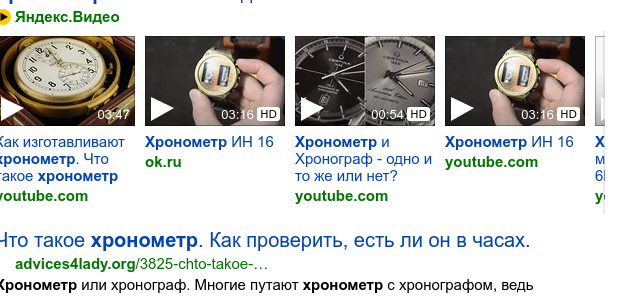 Яндекс.Видео
03:47
03:16 HD
00:54 HD
03:16 HD
Как изготавливают
хронометр. Что
такое хронометр
youtube.com
Хронометр ИН 16
ok.ru
Хронометр и
Хронограф - одно и
то же или нет?
youtube.com
Хронометр ИН 16
youtube.com
Что такое хронометр. Как проверить, есть ли он в часах.
advices4lady.org/3825-chto-takoe-…
Хронометр или хронограф. Многие путают хронометр с хронографом, ведь